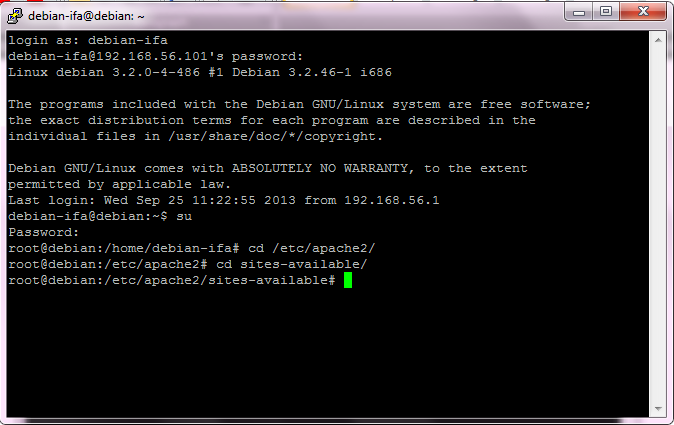 debian-ifa@debian: ~
login as: debian-ifa
debian-ifa@192.168.56.101's password:
Linux debian 3.2.0-4-486 #1 Debian 3.2.46-1 i686
The programs included with the Debian GNU/Linux system are free software;
the exact distribution terms for each program are described in the
individual files in /usr/share/doc/*/copyright.
Debian GNU/Linux comes with ABSOLUTELY NO WARRANTY, to the extent
permitted by applicable law.
Last login: Wed Sep 25 11:22:55 2013 from 192.168.56.1
debian-ifa@debian:~$ su
Password:
root@debian:/home/debian-ifa# cd /etc/apache2/
root@debian:/etc/apache2# cd sites-available/
root@debian:/etc/apache2/sites-available#